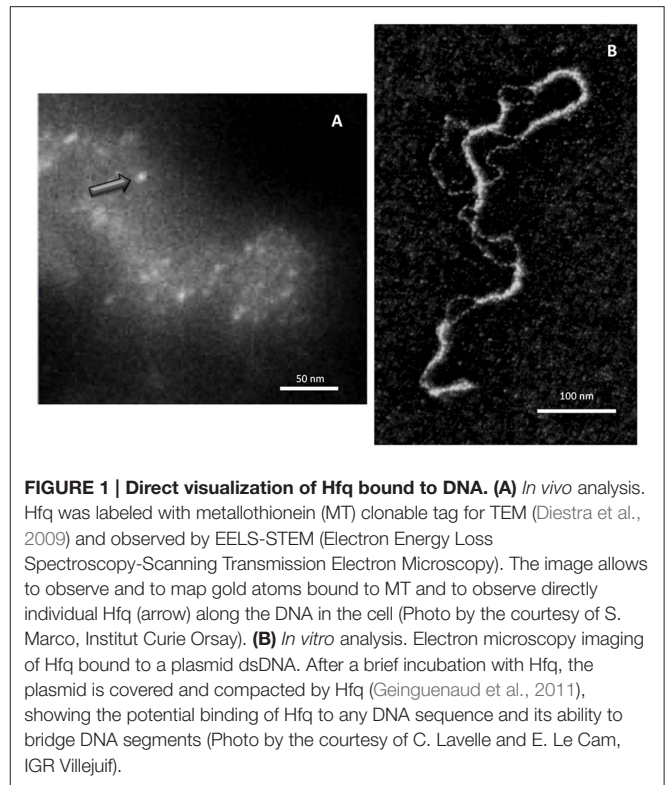 A
B
50 nm
100 nm
FIGURE 1 | Direct visualization of Hfq bound to DNA. (A) In vivo analysis.
Hfq was labeled with metallothionein (MT) clonable tag for TEM (Diestra et al.,
2009) and observed by EELS-STEM (Electron Energy Loss
Spectroscopy-Scanning Transmission Electron Microscopy). The image allows
to observe and to map gold atoms bound to MT and to observe directly
individual Hfq (arrow) along the DNA in the cell (Photo by the courtesy of S.
Marco, Institut Curie Orsay). (B) In vitro analysis. Electron microscopy imaging
of Hfq bound to a plasmid dsDNA. After a brief incubation with Hfq, the
plasmid is covered and compacted by Hfq (Geinguenaud et al., 2011),
showing the potential binding of Hfq to any DNA sequence and its ability to
bridge DNA segments (Photo by the courtesy of C. Lavelle and E. Le Cam,
IGR Villejuif).